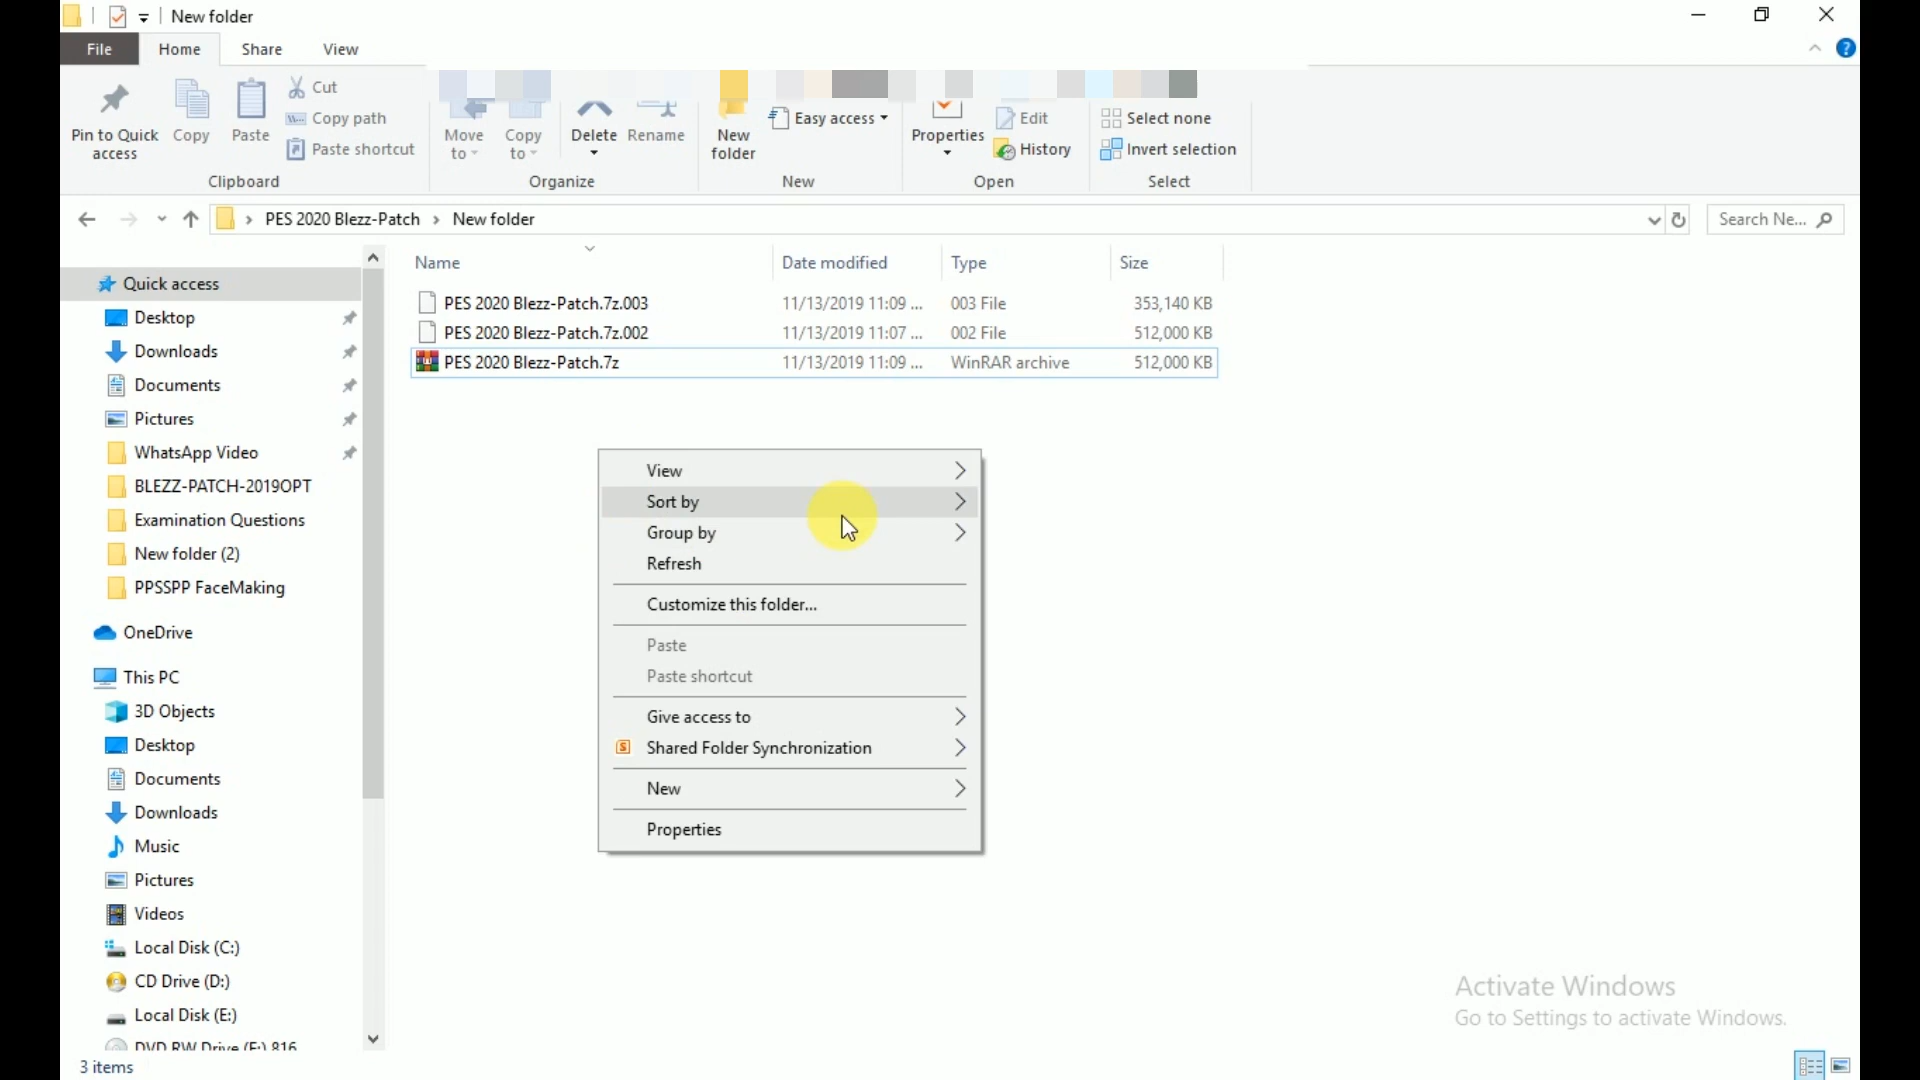 New folder
File Home Share View
Pin to Quick access
Copy
Paste
Cut
Copy path
Paste shortcut
Clipboard
Move to
Copy to
Delete
Rename
Organize
New folder
Easy access
New
Properties
Edit
History
Open
Select none
Invert selection
Select
PES 2020 Blezz-Patch > New folder
Search Ne...
Name Date modified Type Size
PES 2020 Blezz-Patch.7z.003 11/13/2019 11:09 ... 003 File 353,140 KB
PES 2020 Blezz-Patch.7z.002 11/13/2019 11:07 ... 002 File 512,000 KB
PES 2020 Blezz-Patch.7z 11/13/2019 11:09 ... WinRAR archive 512,000 KB
Quick access
Desktop
Downloads
Documents
Pictures
WhatsApp Video
BLEZZ-PATCH-2019OPT
Examination Questions
New folder (2)
PPSSPP FaceMaking
OneDrive
This PC
3D Objects
Desktop
Documents
Downloads
Music
Pictures
Videos
Local Disk (C:)
CD Drive (D:)
Local Disk (E:)
DVD RW Drive (F:) 816
View
Sort by
Group by
Refresh
Customize this folder...
Paste
Paste shortcut
Give access to
Shared Folder Synchronization
New
Properties
Activate Windows
Go to Settings to activate Windows.
3 items